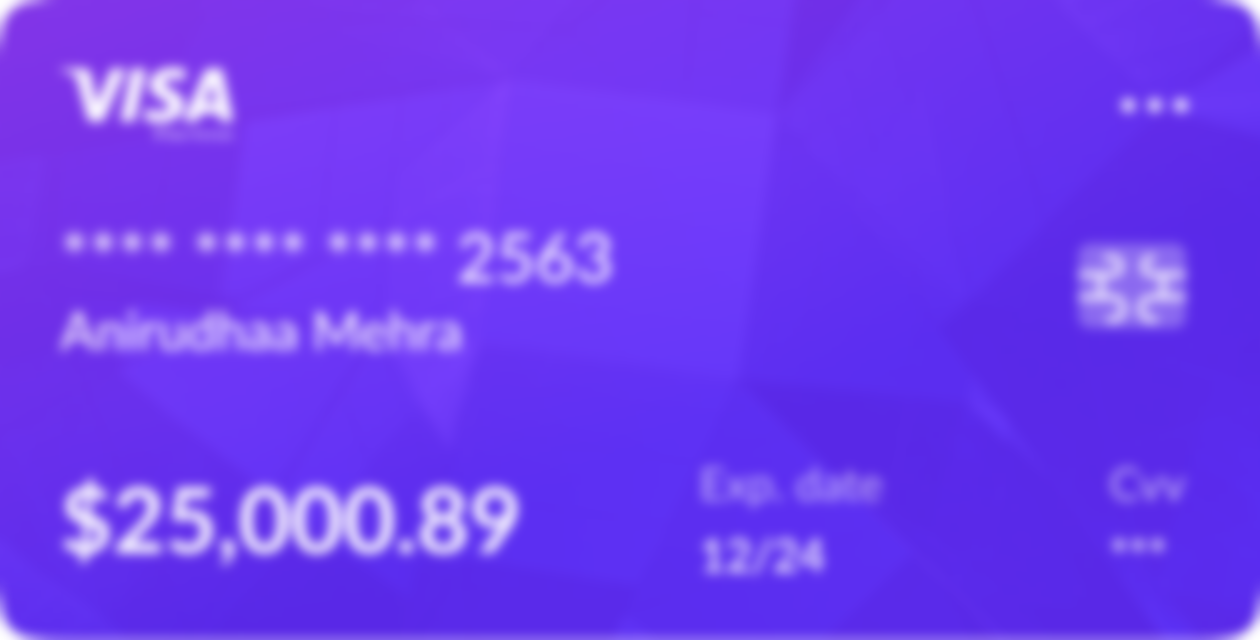 VISA
•••• •••• •••• 2563
Anirudhaa Mehra
$25,000.89
Exp. date
12/24
Cvv
•••